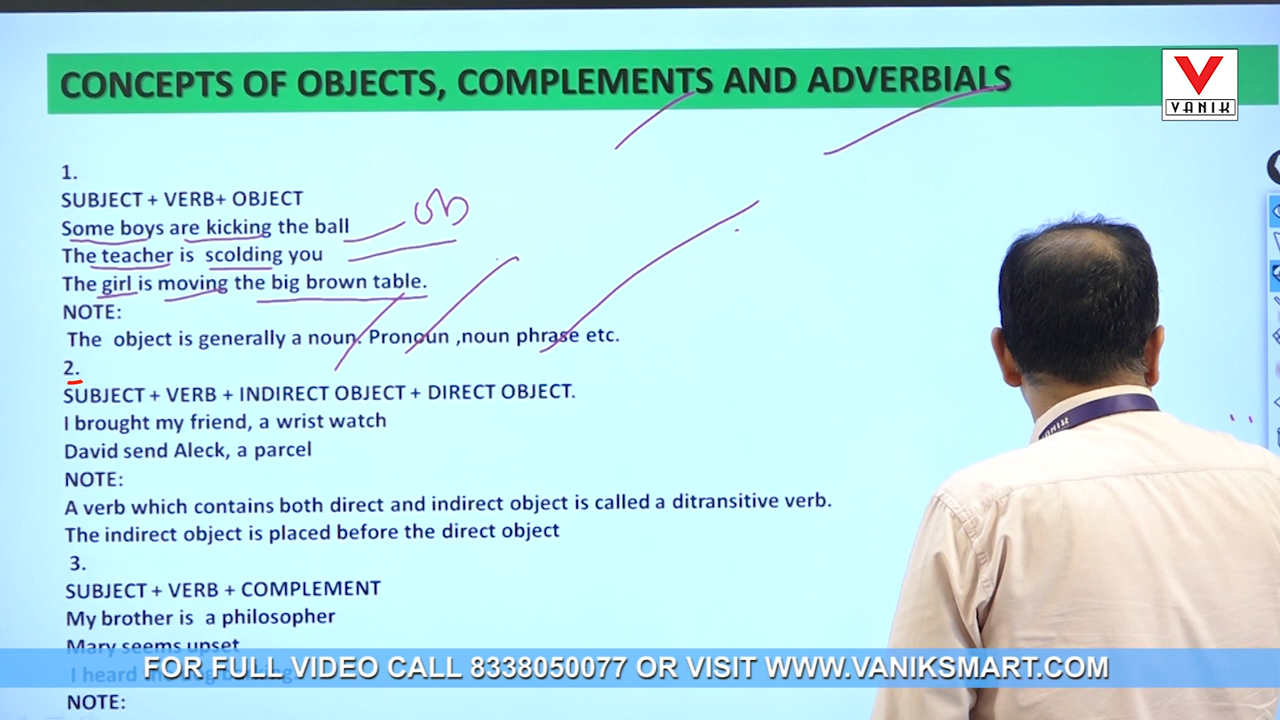 CONCEPTS OF OBJECTS, COMPLEMENTS AND ADVERBIALS
VANIK
1.
SUBJECT + VERB+ OBJECT
Some boys are kicking the ball
ob
The teacher is scolding you
The girl is moving the big brown table.
NOTE:
The object is generally a noun. Pronoun ,noun phrase etc.
2.
SUBJECT + VERB + INDIRECT OBJECT + DIRECT OBJECT.
I brought my friend, a wrist watch
David send Aleck, a parcel
NOTE:
A verb which contains both direct and indirect object is called a ditransitive verb.
The indirect object is placed before the direct object
3.
SUBJECT + VERB + COMPLEMENT
My brother is a philosopher
Mary seems upset
I heard
FOR FULL VIDEO CALL 8338050077 OR VISIT WWW.VANIKSMART.COM
NOTE:
VANIK